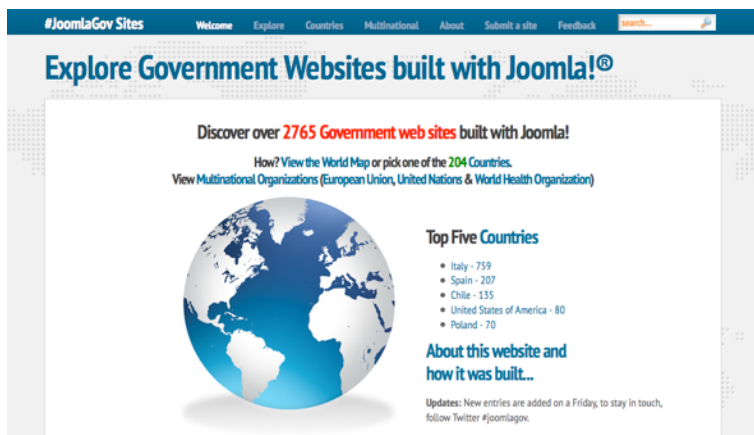 #JoomlaGov Sites
Welcome Explore Countries Multinational About Submit a site Feedback search...
Explore Government Websites built with Joomla!®
Discover over 2765 Government web sites built with Joomla!
How? View the World Map or pick one of the 204 Countries.
View Multinational Organizations (European Union, United Nations & World Health Organization)
Top Five Countries
• Italy - 759
• Spain - 207
• Chile - 135
• United States of America - 80
• Poland - 70
About this website and
how it was built...
Updates: New entries are added on a Friday, to stay in touch,
follow Twitter #joomlagov.